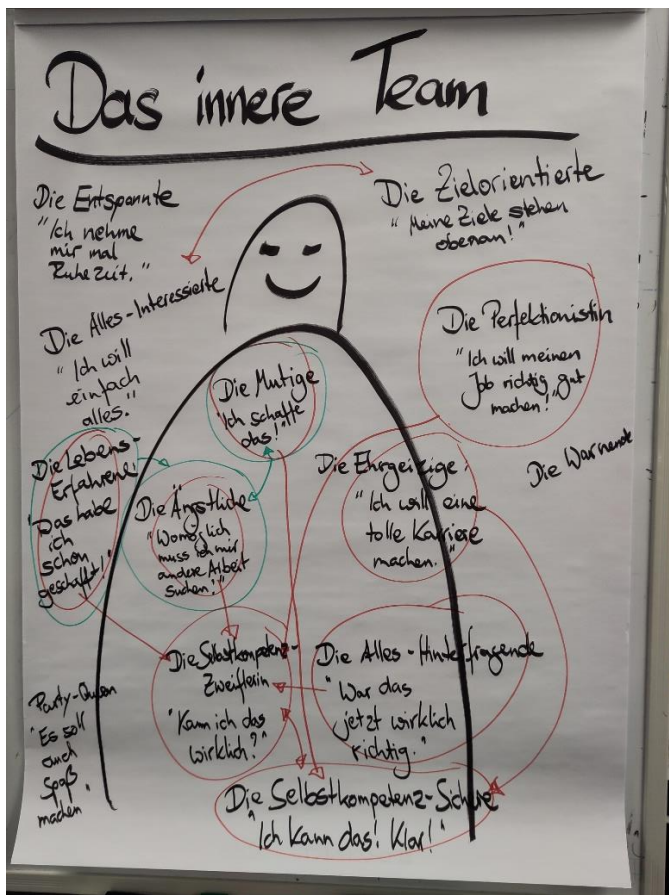 Das innere Team
Die Entspannte
"Ich nehme
mir mal
Ruhezeit."
Die Zielorientierte
"Meine Ziele stehen
obenan!"
Die Alles-Interessierte
"Ich will
einfach
alles."
Die Perfektionistin
"Ich will meinen
Job richtig gut
machen!"
Die Mutige
"Ich schaffe
das!"
Die Warnende
Die Lebens-
Erfahrene:
"Das habe
ich
schon
geschafft!"
Die Ängstliche
"Womöglich
muss ich mir
andere Arbeit
suchen!"
Die Ehrgeizige:
"Ich will eine
tolle Karriere
machen."
Die Selbstkompetenz-
Zweiflerin
"Kann ich das
wirklich?"
Die Alles-Hinterfragende
"War das
jetzt wirklich
richtig."
Party-Queen
"Es soll
auch
Spaß
machen"
Die Selbstkompetenz-Sichere
"Ich kann das! Klar!"